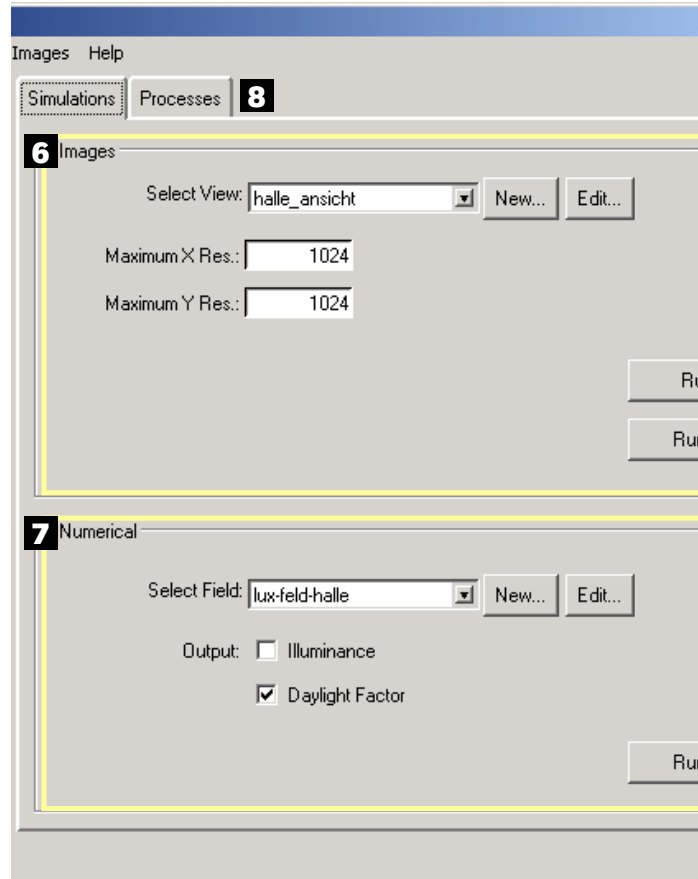 Images Help
Simulations Processes 8
6 Images
Select View: halle_ansicht New... Edit...
Maximum X Res.: 1024
Maximum Y Res.: 1024
7 Numerical
Select Field: lux-feld-halle New... Edit...
Output: Illuminance
Daylight Factor